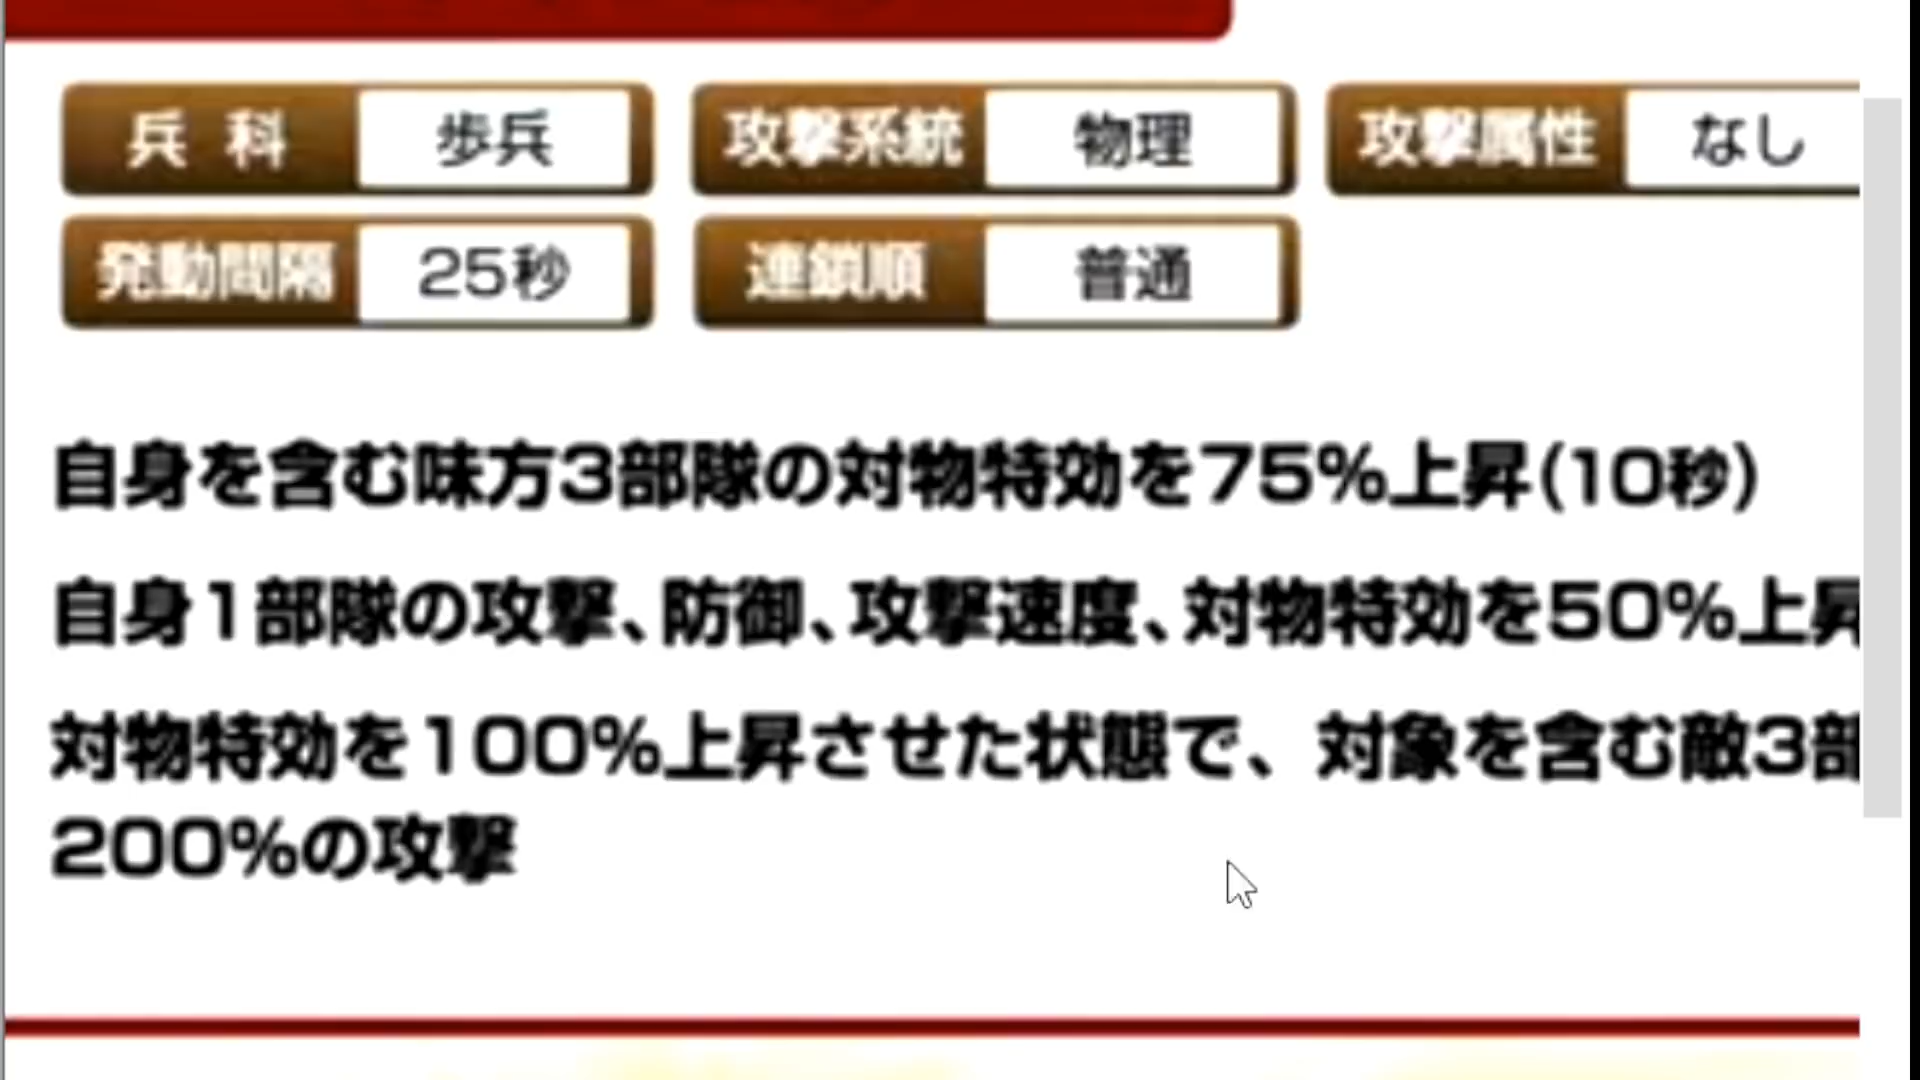 兵科 歩兵 攻撃系統 物理 攻撃属性 なし
発動間隔 25秒 連鎖順 普通
自身を含む味方3部隊の対物特効を75%上昇(10秒)
自身1部隊の攻撃、防御、攻撃速度、対物特効を50%上昇
対物特効を100%上昇させた状態で、対象を含む敵3部
200%の攻撃